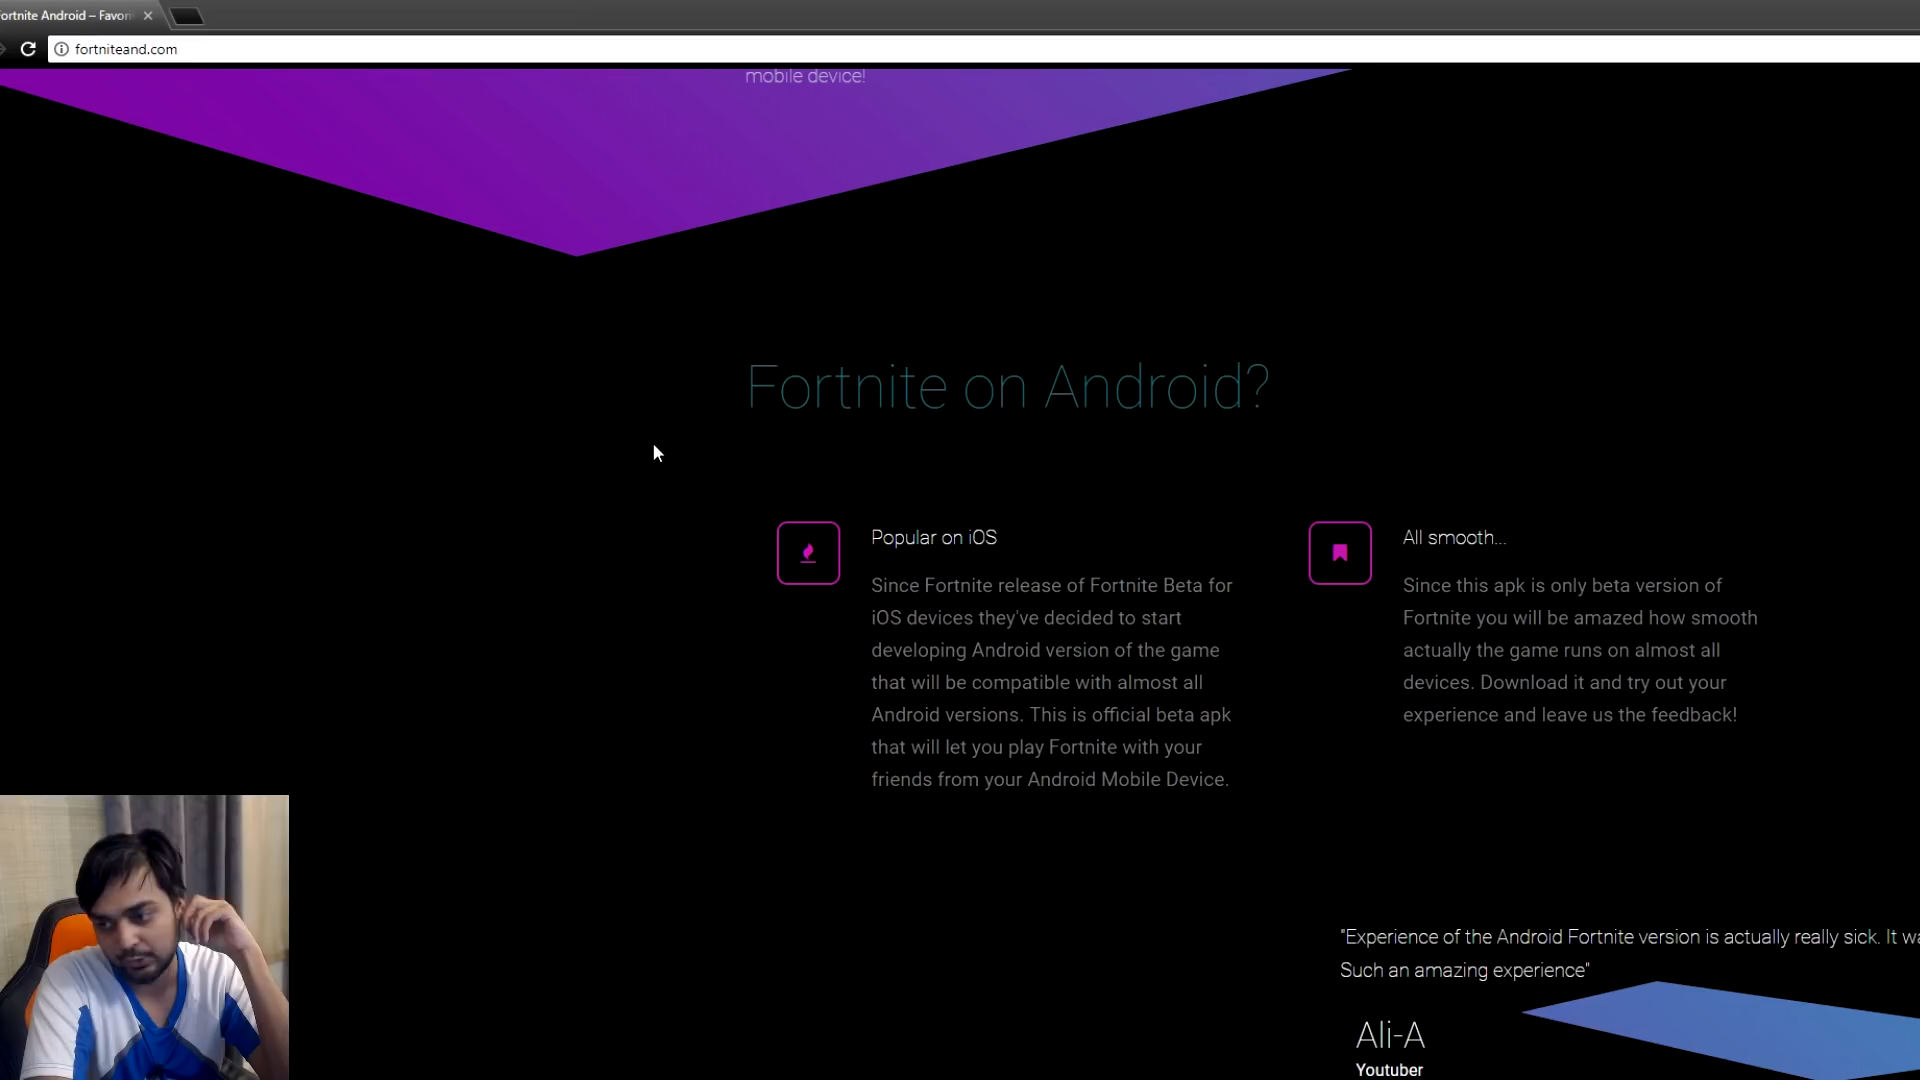 ortnite Android – Favori
fortniteand.com
mobile device!
Fortnite on Android?
Popular on iOS
Since Fortnite release of Fortnite Beta for
iOS devices they've decided to start
developing Android version of the game
that will be compatible with almost all
Android versions. This is official beta apk
that will let you play Fortnite with your
friends from your Android Mobile Device.
All smooth...
Since this apk is only beta version of
Fortnite you will be amazed how smooth
actually the game runs on almost all
devices. Download it and try out your
experience and leave us the feedback!
"Experience of the Android Fortnite version is actually really sick. It wa
Such an amazing experience"
Ali-A
Youtuber